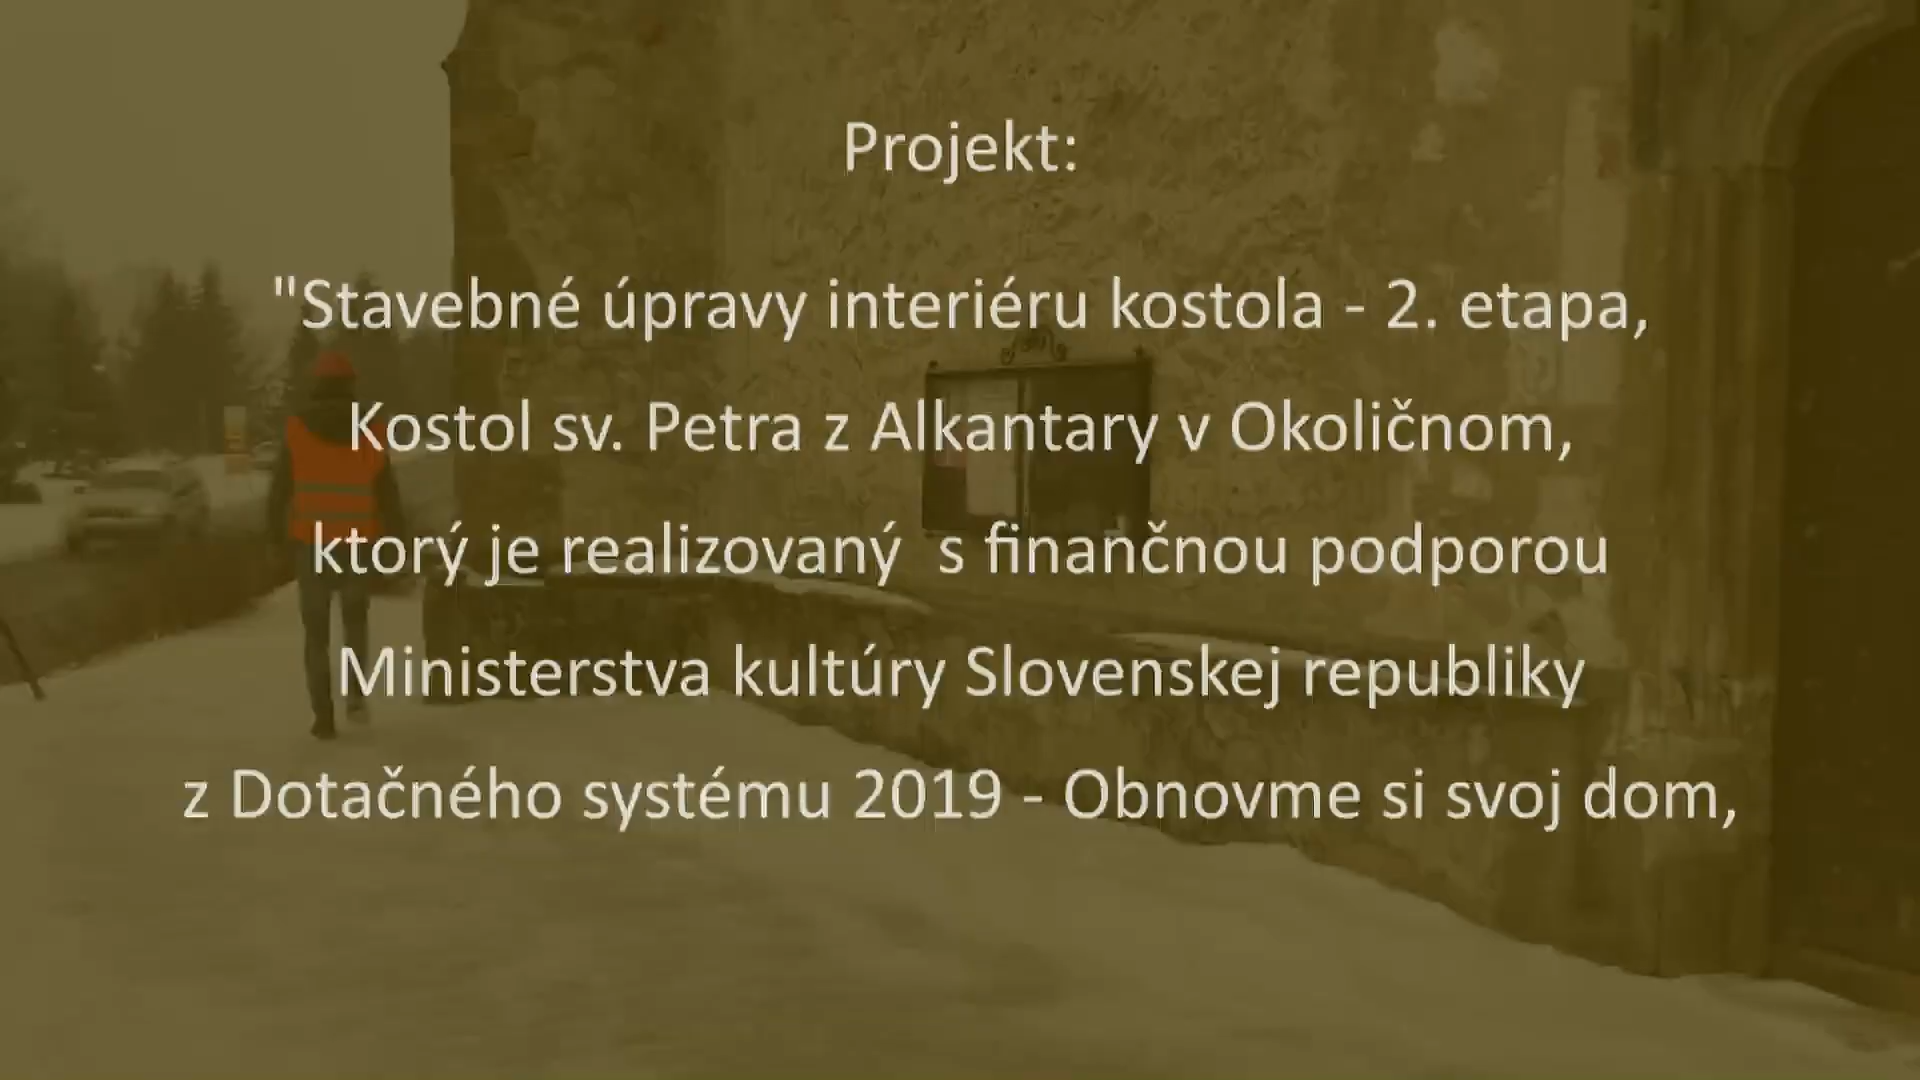 Projekt:
"Stavebné úpravy interiéru kostola - 2. etapa,
Kostol sv. Petra z Alkantary v Okoličnom,
ktorý je realizovaný  s finančnou podporou
Ministerstva kultúry Slovenskej republiky
z Dotačného systému 2019 - Obnovme si svoj dom,